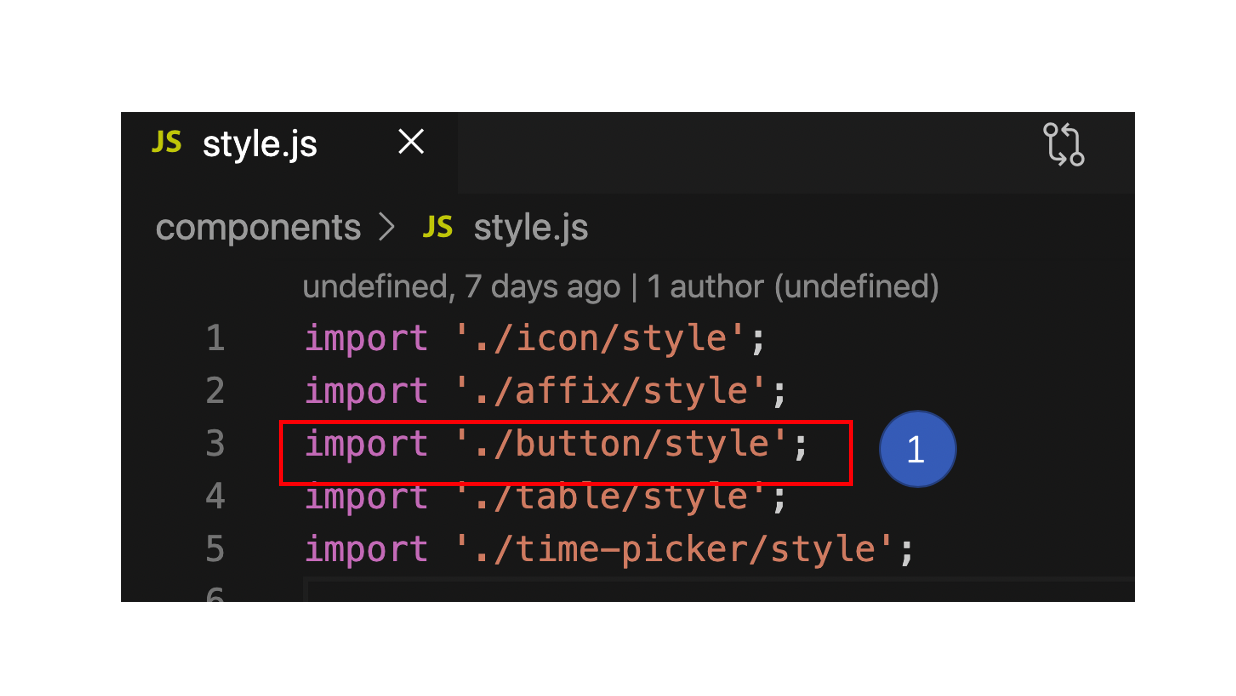 JS style.js
components > JS style.js
undefined, 7 days ago | 1 author (undefined)
1 import './icon/style';
2 import './affix/style';
3 import './button/style'; 1
4 import './table/style';
5 import './time-picker/style';
6